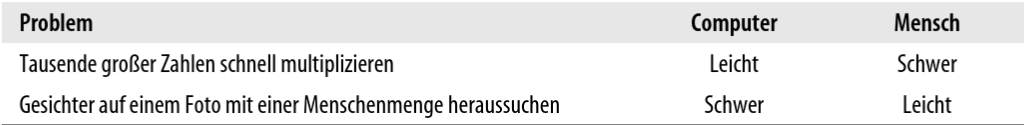 Problem Computer Mensch
Tausende großer Zahlen schnell multiplizieren Leicht Schwer
Gesichter auf einem Foto mit einer Menschenmenge heraussuchen Schwer Leicht